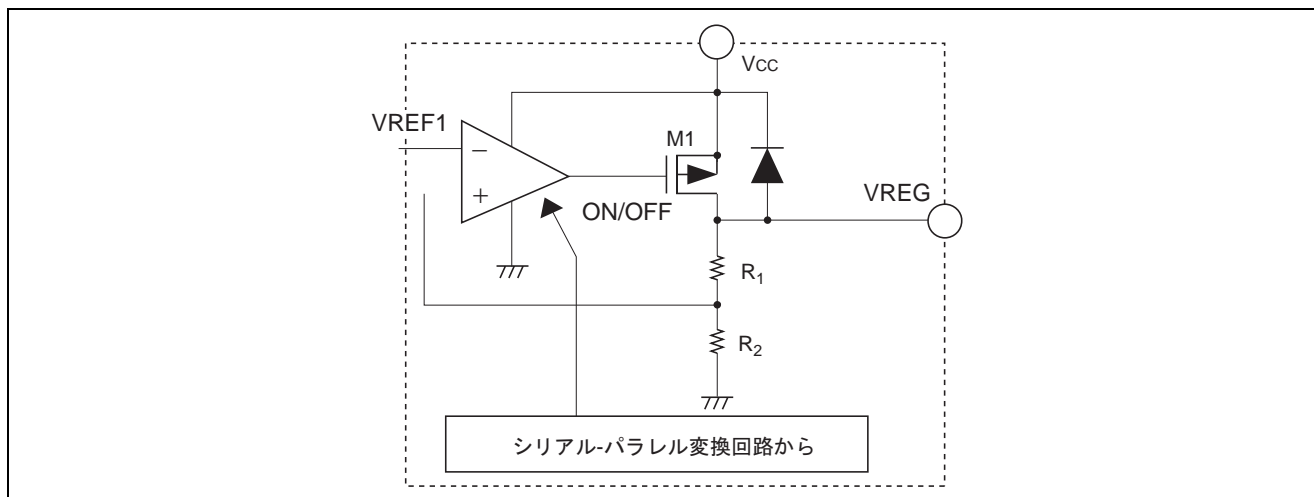 Vcc
VREF1
M1
−
+
ON/OFF
VREG
R1
R2
シリアル-パラレル変換回路から